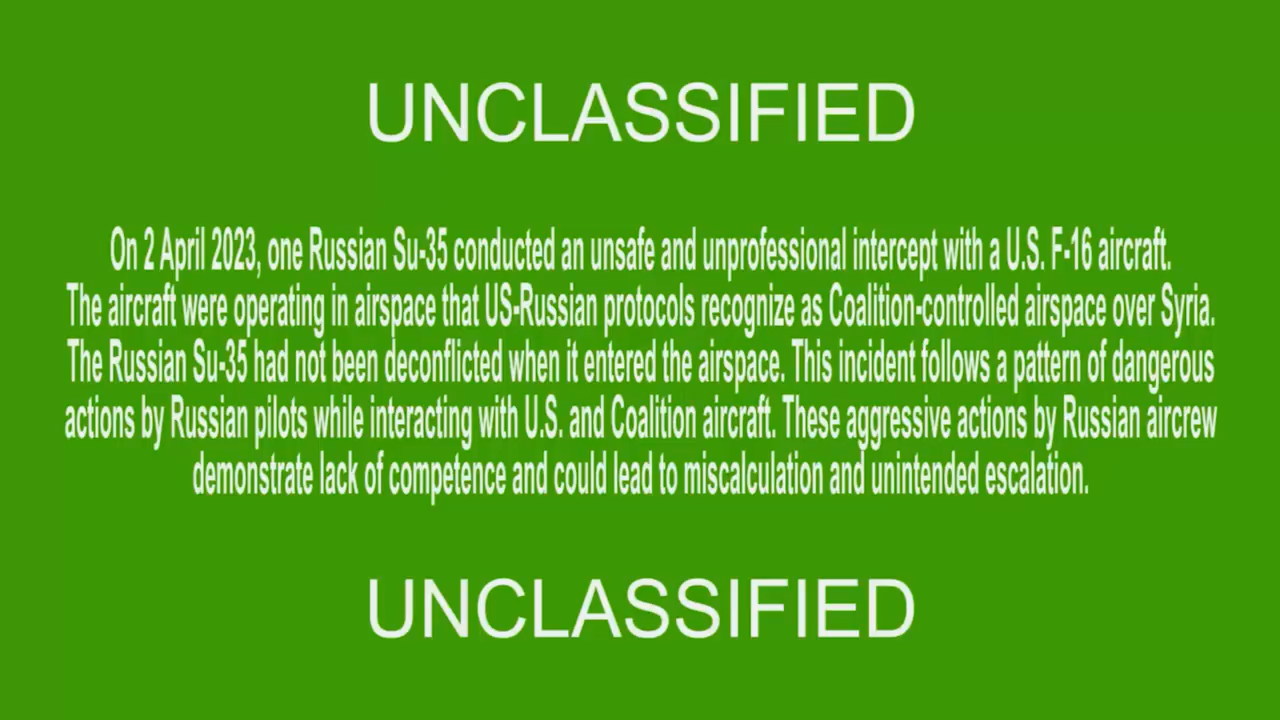 UNCLASSIFIED
On 2 April 2023, one Russian Su-35 conducted an unsafe and unprofessional intercept with a U.S. F-16 aircraft.
The aircraft were operating in airspace that US-Russian protocols recognize as Coalition-controlled airspace over Syria.
The Russian Su-35 had not been deconflicted when it entered the airspace. This incident follows a pattern of dangerous
actions by Russian pilots while interacting with U.S. and Coalition aircraft. These aggressive actions by Russian aircrew
demonstrate lack of competence and could lead to miscalculation and unintended escalation.
UNCLASSIFIED